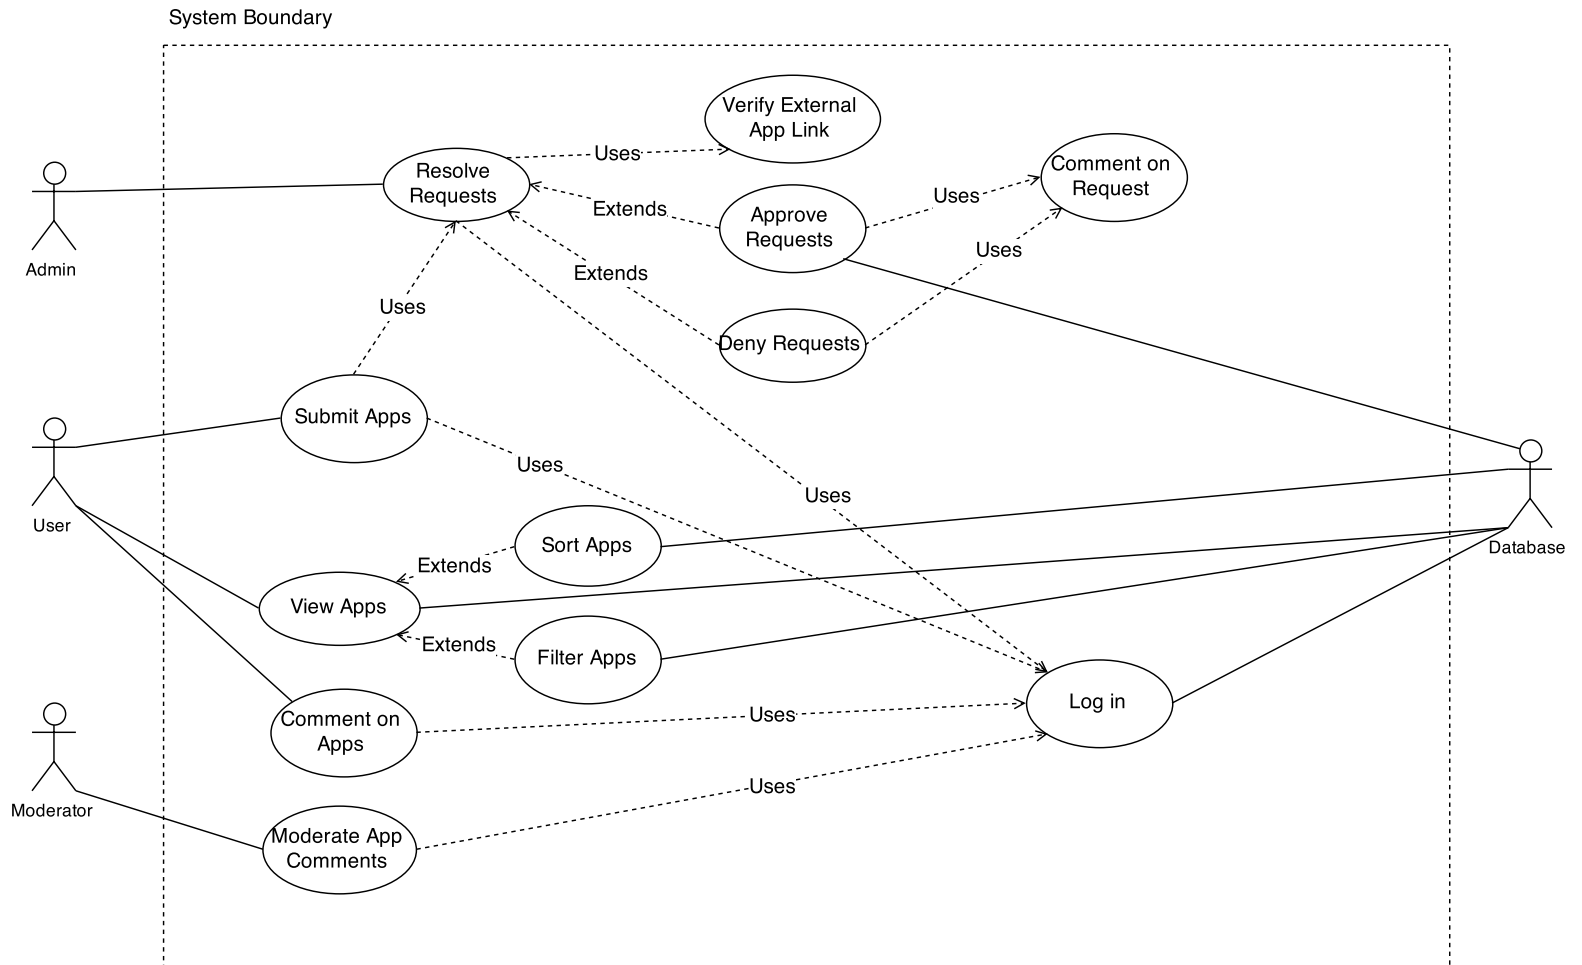 System Boundary
Verify External
App Link
Uses
Resolve
Requests
Comment on
Request
Uses
Extends
Approve
Requests
Admin
Uses
Extends
Uses
Deny Requests
Submit Apps
Uses
Uses
User
Sort Apps
Database
Extends
View Apps
Extends
Filter Apps
Log in
Comment on
Apps
Uses
Uses
Moderator
Moderate App
Comments